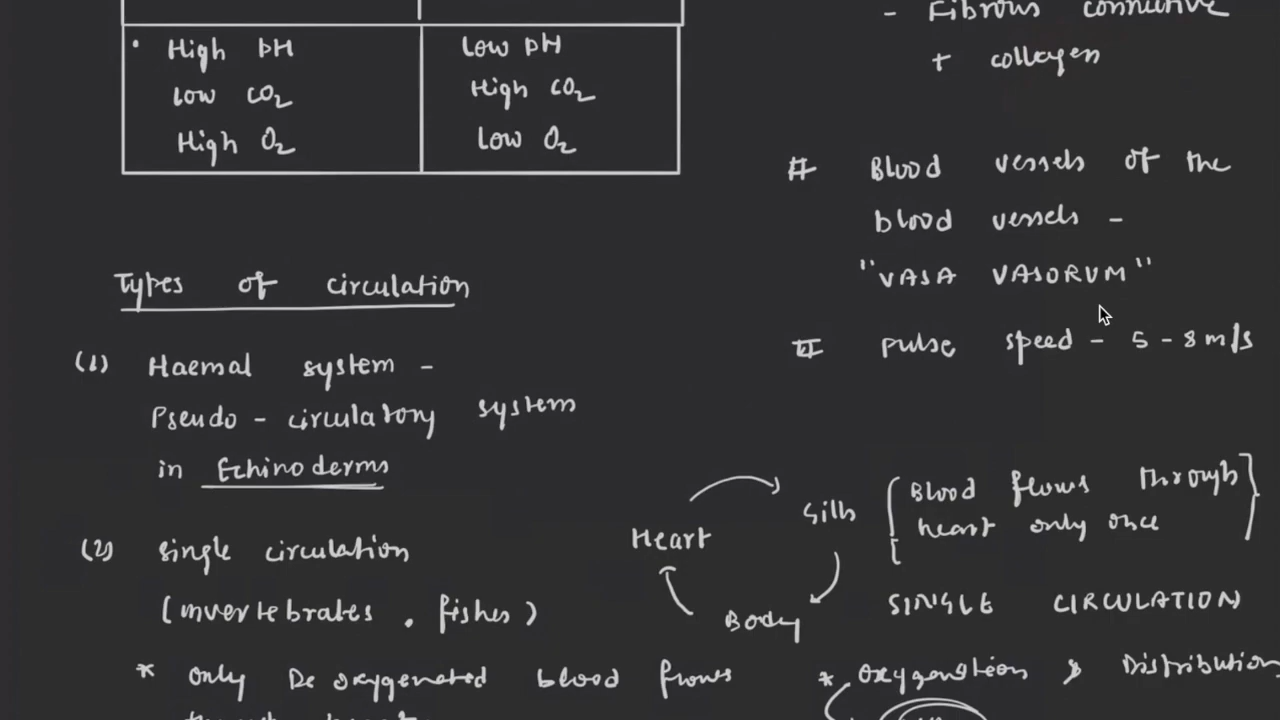 - Fibrous connective
+ collagen
• High pH
Low CO2
High O2
Low pH
High CO2
Low O2
# Blood vessels of the
blood vessels -
"VASA VASORUM"
# Pulse speed - 5 - 8 m/s
Types of circulation
(1) Haemal system -
Pseudo - circulatory system
in Echinoderms
(2) Single circulation
(invertebrates, fishes)
Heart
Gills
Body
[Blood flows through
heart only once]
SINGLE CIRCULATION
* only De oxygenated blood flows
* Oxygenation & Distribution